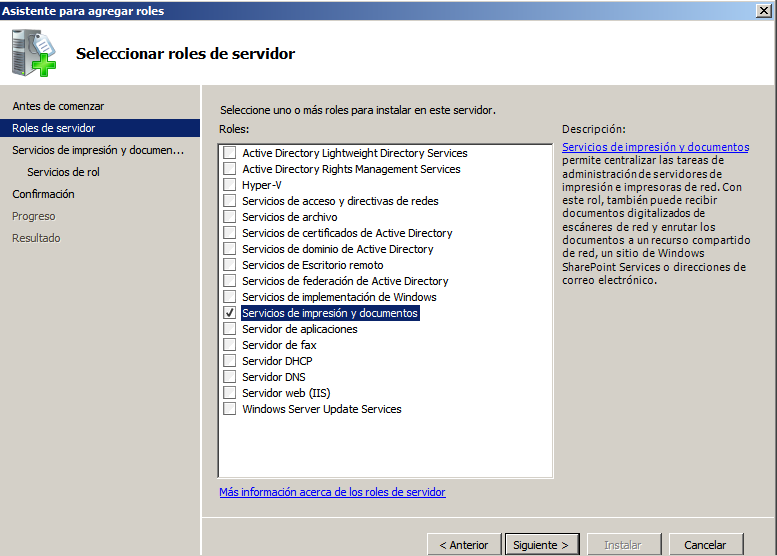 Asistente para agregar roles
Seleccionar roles de servidor
Antes de comenzar
Roles de servidor
Servicios de impresión y documen...
Servicios de rol
Confirmación
Progreso
Resultado
Seleccione uno o más roles para instalar en este servidor.
Roles:
Active Directory Lightweight Directory Services
Active Directory Rights Management Services
Hyper-V
Servicios de acceso y directivas de redes
Servicios de archivo
Servicios de certificados de Active Directory
Servicios de dominio de Active Directory
Servicios de Escritorio remoto
Servicios de federación de Active Directory
Servicios de implementación de Windows
Servicios de impresión y documentos
Servidor de aplicaciones
Servidor de fax
Servidor DHCP
Servidor DNS
Servidor web (IIS)
Windows Server Update Services
Más información acerca de los roles de servidor
Descripción:
Servicios de impresión y documentos
permite centralizar las tareas de
administración de servidores de
impresión e impresoras de red. Con
este rol, también puede recibir
documentos digitalizados de
escáneres de red y enrutar los
documentos a un recurso compartido
de red, un sitio de Windows
SharePoint Services o direcciones de
correo electrónico.
< Anterior
Siguiente >
Instalar
Cancelar